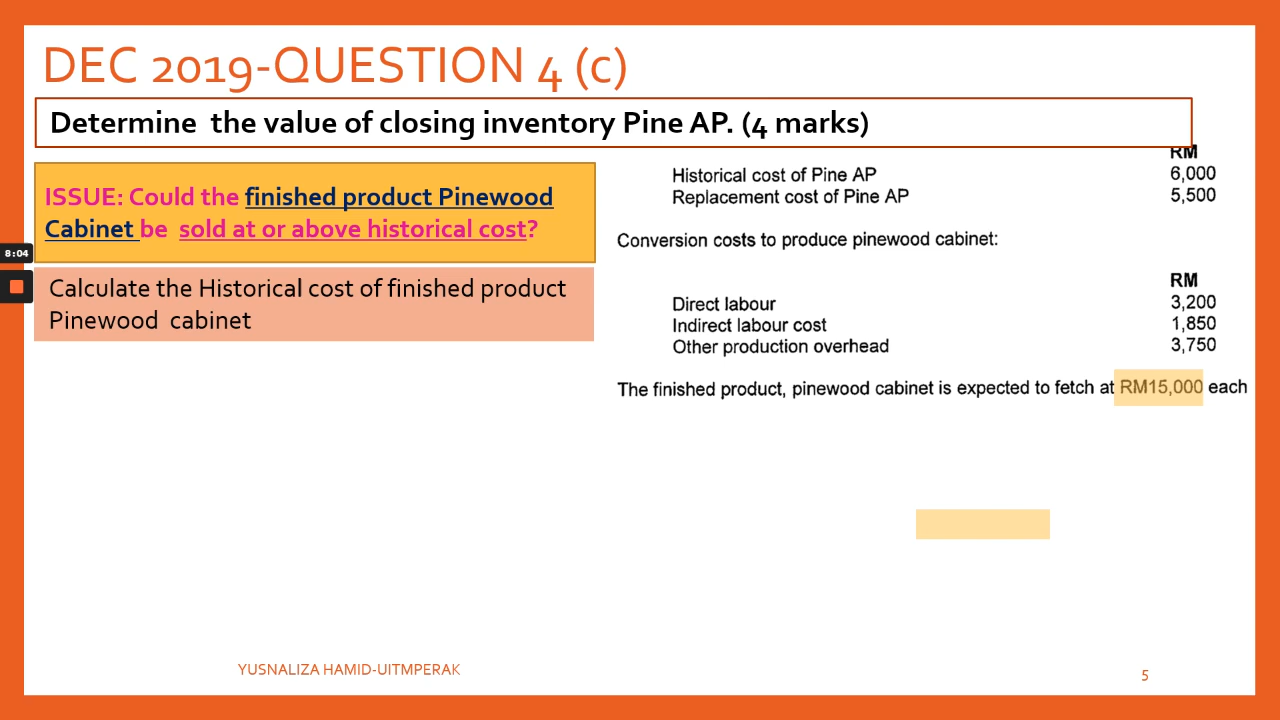 DEC 2019-QUESTION 4 (c)
Determine the value of closing inventory Pine AP. (4 marks)
ISSUE: Could the finished product Pinewood
Cabinet be sold at or above historical cost?
8:04
Calculate the Historical cost of finished product
Pinewood cabinet
RM
Historical cost of Pine AP 6,000
Replacement cost of Pine AP 5,500
Conversion costs to produce pinewood cabinet:
RM
Direct labour 3,200
Indirect labour cost 1,850
Other production overhead 3,750
The finished product, pinewood cabinet is expected to fetch at RM15,000 each
YUSNALIZA HAMID-UITMPERAK
5